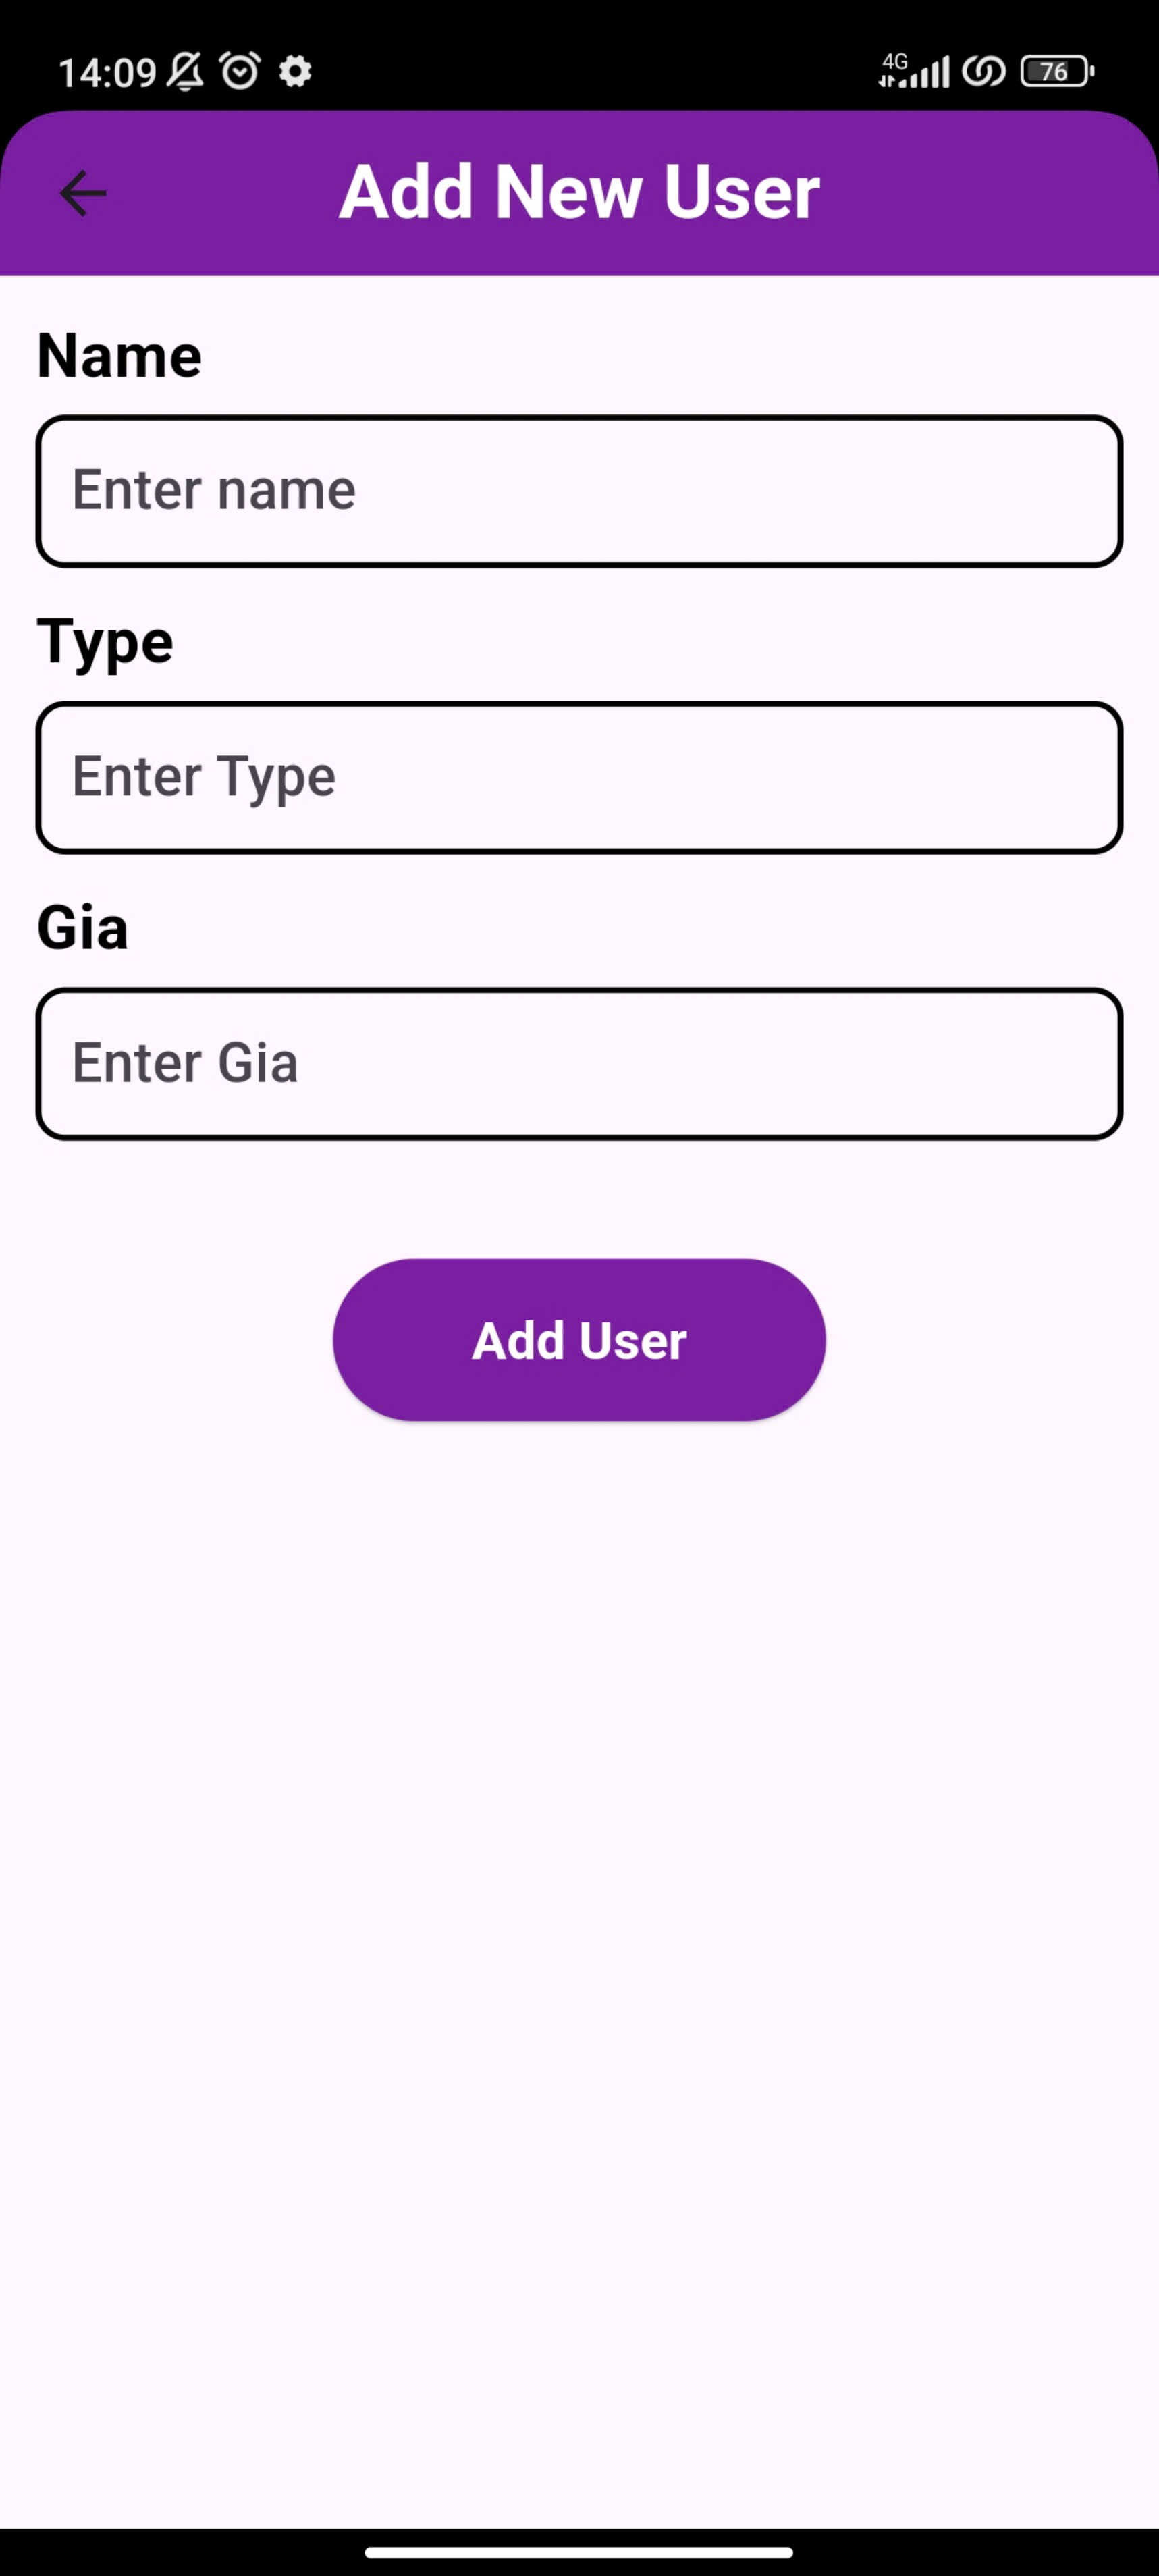 14:09
4G
76
Add New User
Name
Enter name
Type
Enter Type
Gia
Enter Gia
Add User